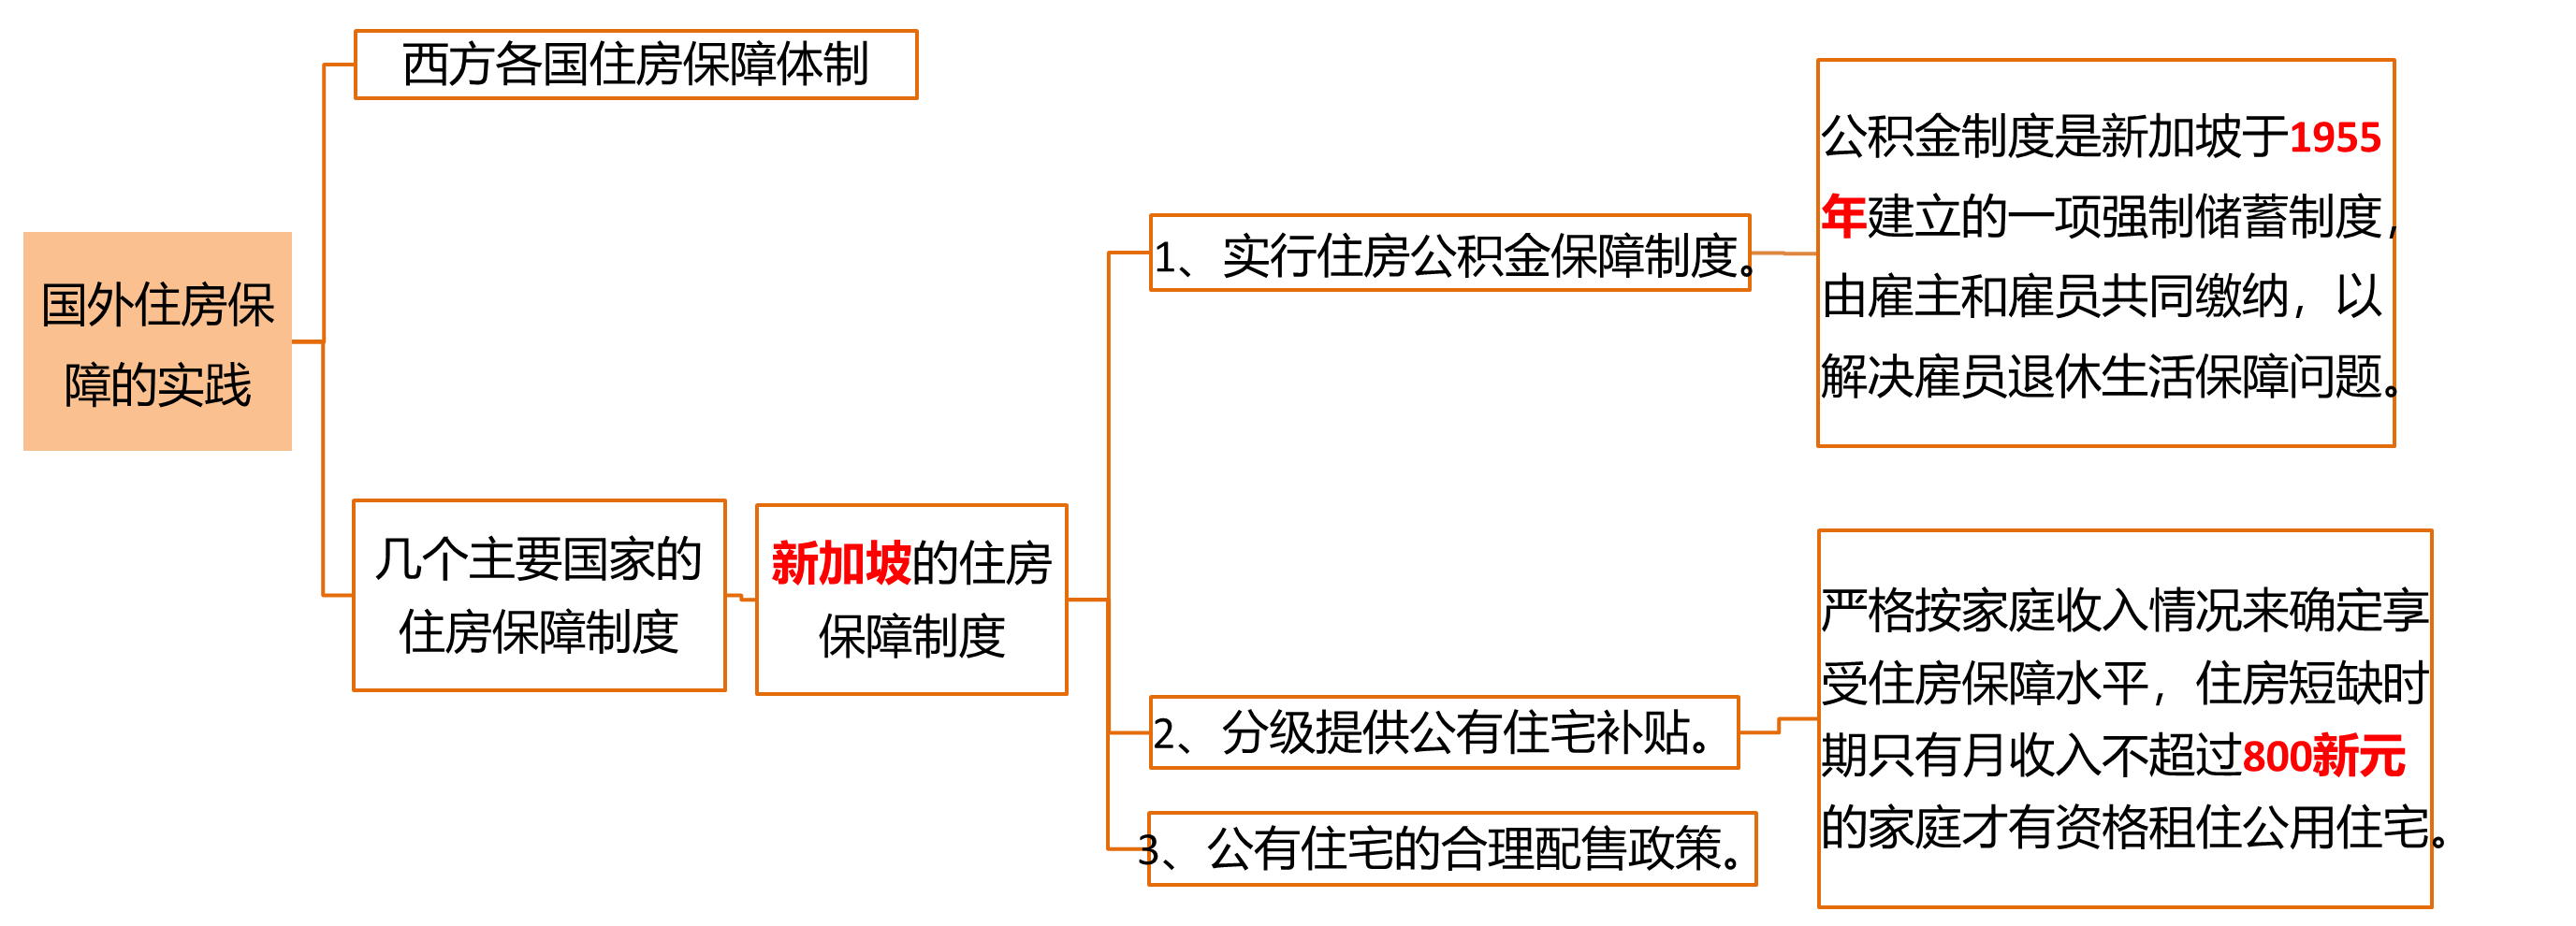 西方各国住房保障体制
国外住房保
障的实践
几个主要国家的
住房保障制度
新加坡的住房
保障制度
1、实行住房公积金保障制度。
公积金制度是新加坡于1955
年建立的一项强制储蓄制度，
由雇主和雇员共同缴纳，以
解决雇员退休生活保障问题。
2、分级提供公有住宅补贴。
严格按家庭收入情况来确定享
受住房保障水平，住房短缺时
期只有月收入不超过800新元
的家庭才有资格租住公用住宅。
3、公有住宅的合理配售政策。